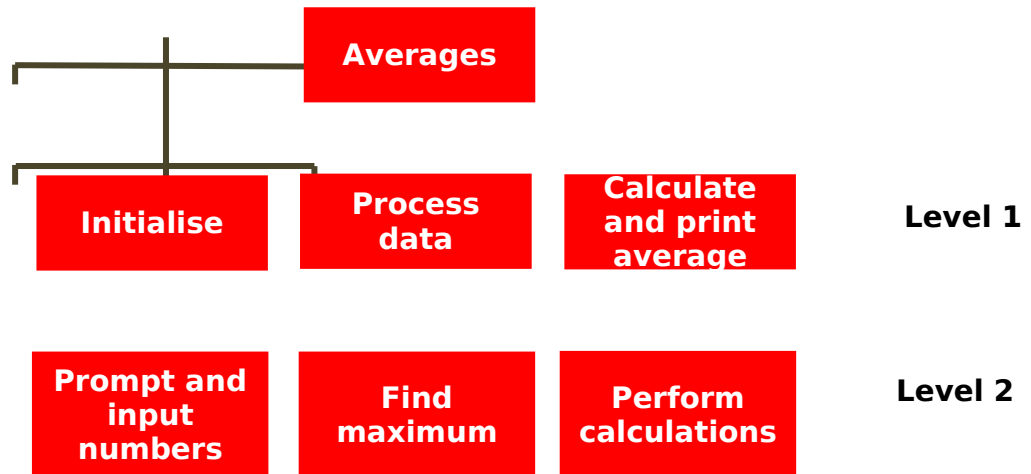 Averages
Initialise
Process
data
Calculate
and print
average
Level 1
Prompt and
input
numbers
Find
maximum
Perform
calculations
Level 2